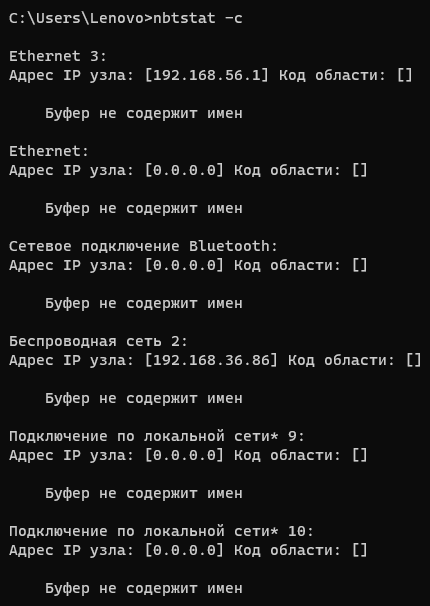 C:\Users\Lenovo>nbtstat -c
Ethernet 3:
Адрес IP узла: [192.168.56.1] Код области: []
Буфер не содержит имен
Ethernet:
Адрес IP узла: [0.0.0.0] Код области: []
Буфер не содержит имен
Сетевое подключение Bluetooth:
Адрес IP узла: [0.0.0.0] Код области: []
Буфер не содержит имен
Беспроводная сеть 2:
Адрес IP узла: [192.168.36.86] Код области: []
Буфер не содержит имен
Подключение по локальной сети* 9:
Адрес IP узла: [0.0.0.0] Код области: []
Буфер не содержит имен
Подключение по локальной сети* 10:
Адрес IP узла: [0.0.0.0] Код области: []
Буфер не содержит имен